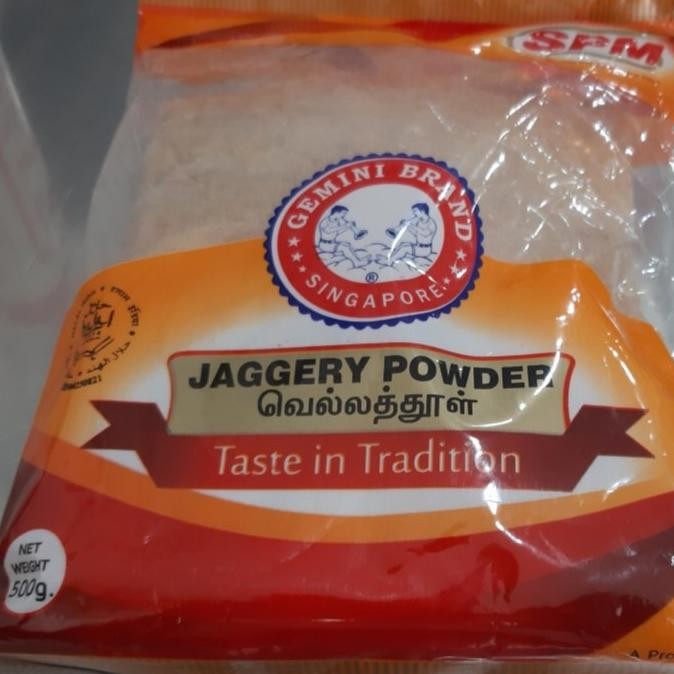 SPM
GEMINI BRAND
®
SINGAPORE
JAGGERY POWDER
வெல்லத்தூள்
Taste in Tradition
NET
WEIGHT
500g.